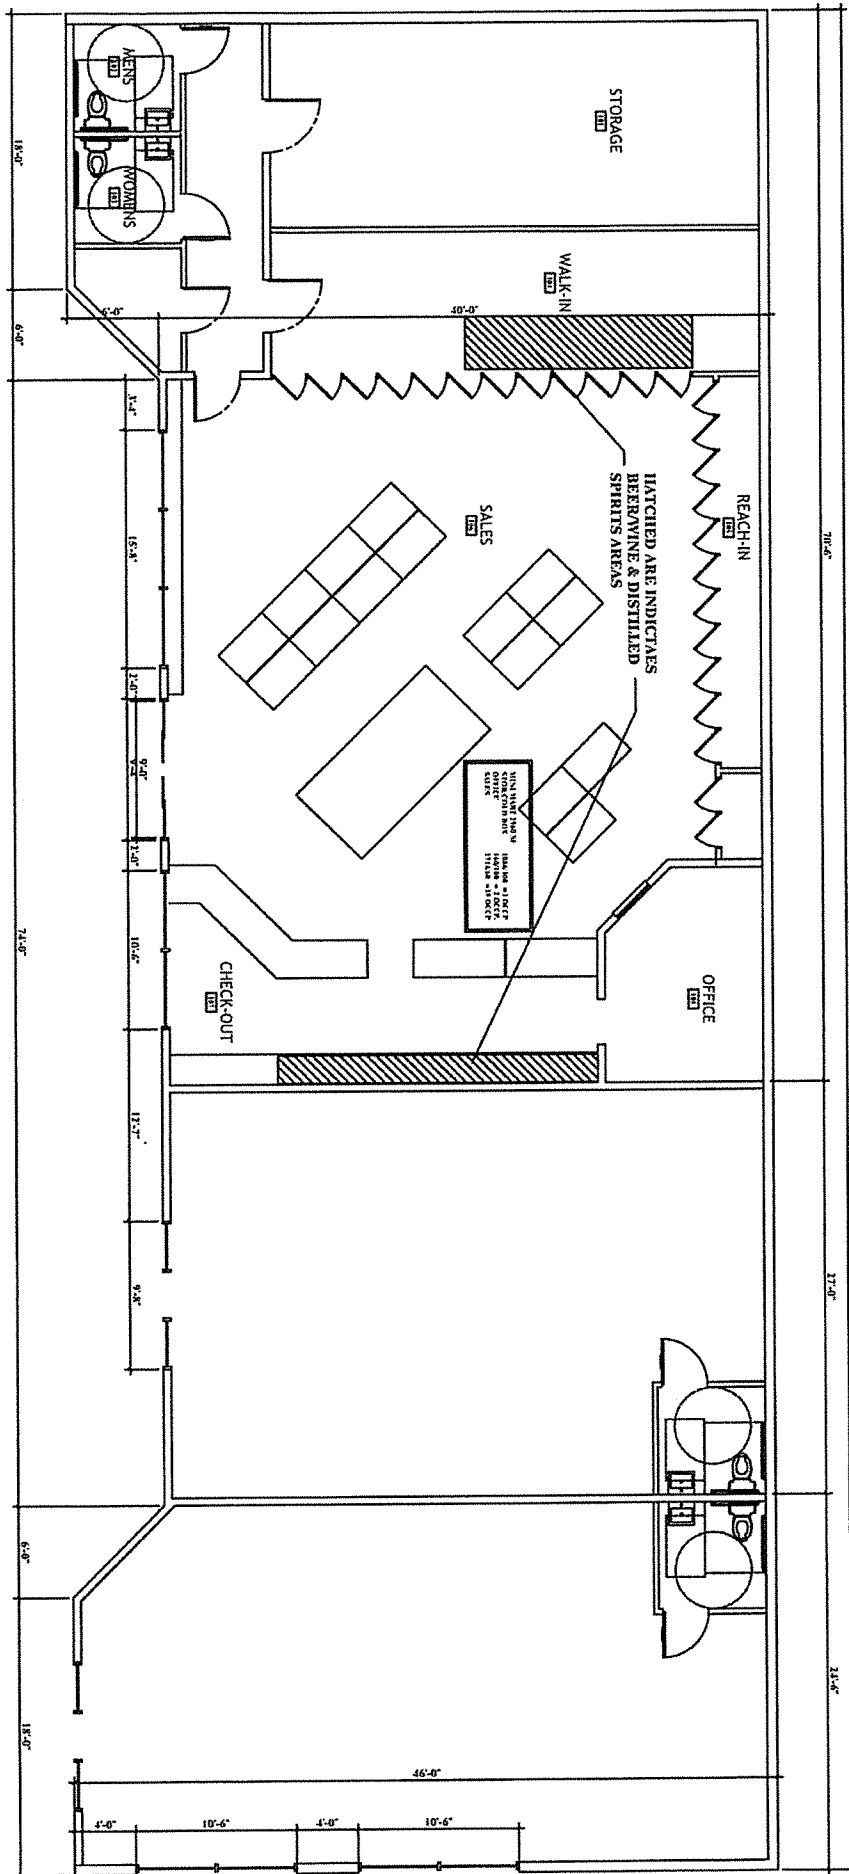 MENS
WOMENS
STORAGE
WALK-IN
REACH-IN
SALES
HATCHED ARE INDICTAES
BEER/WINE & DISTILLED
SPIRITS AREAS
OFFICE
SALES
OFFICE
CHECK-OUT
18'-0"
6'-0"
74'-0"
6'-0"
18'-0"
3'-4"
15'-8"
2'-0"
9'-0"
2'-0"
10'-6"
12'-7"
9'-8"
6'-0"
40'-0"
70'-6"
27'-0"
24'-6"
46'-0"
4'-0"
10'-6"
4'-0"
10'-6"